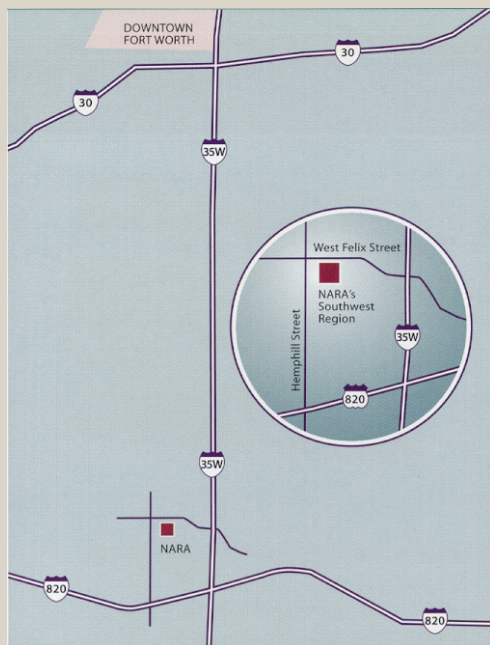 DOWNTOWN
FORT WORTH
30
30
35W
West Felix Street
NARA's
Southwest
Region
Hemphill Street
35W
820
35W
NARA
820
820